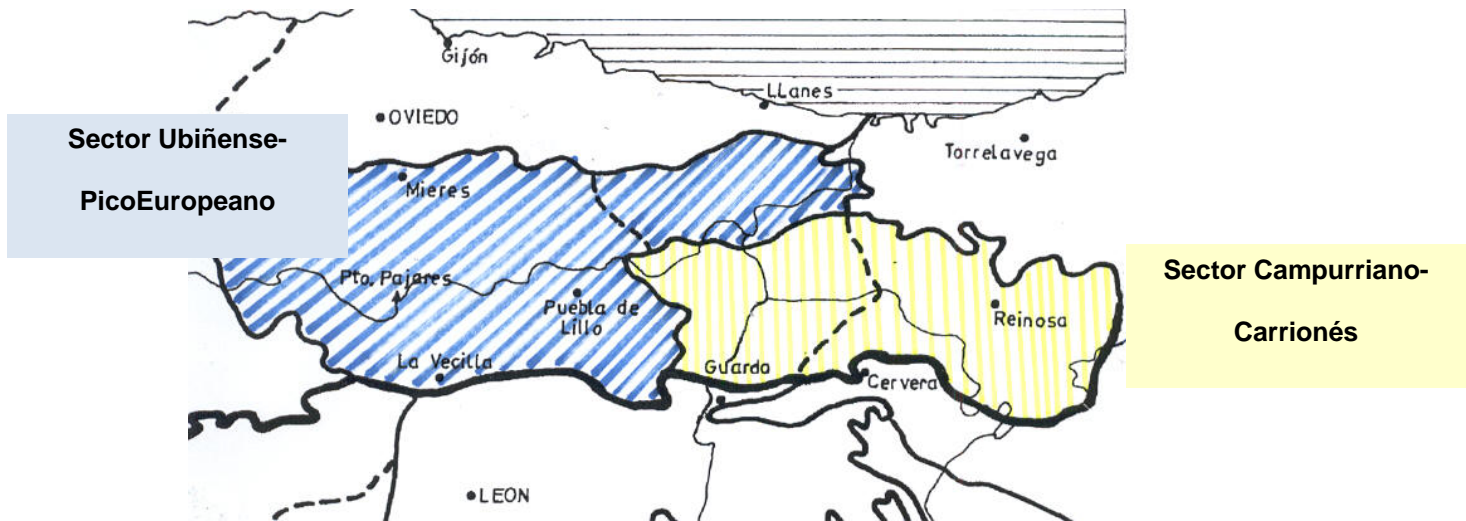 Gijón
LLanes
OVIEDO
Sector Ubiñense-
PicoEuropeano
Torrelavega
Mieres
Pto. Pajares
Puebla de
Lillo
Sector Campurriano-
Carrionés
Reinosa
La Vecilla
Guardo
Cervera
LEON